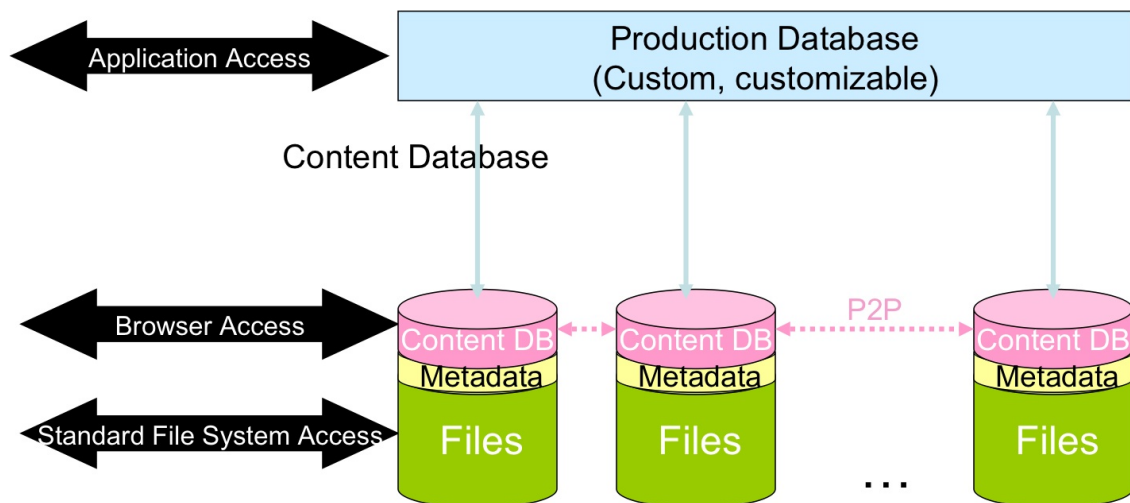 Application Access
Production Database
(Custom, customizable)
Content Database
Browser Access
Content DB
Content DB
P2P
Content DB
Metadata
Metadata
Metadata
Standard File System Access
Files
Files
Files
...